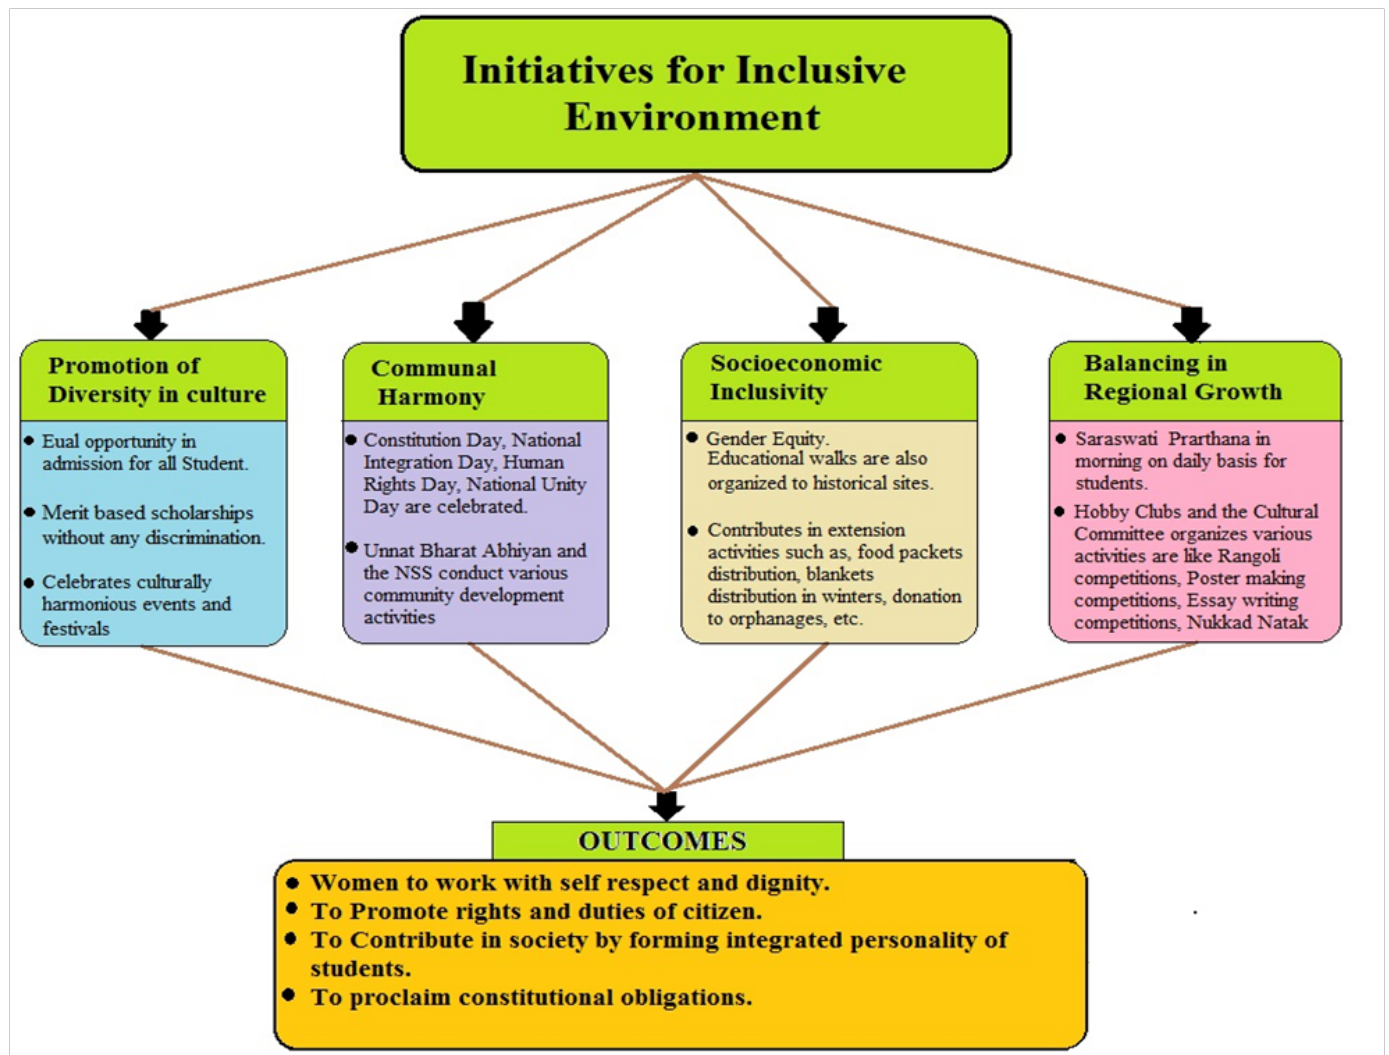 Initiatives for Inclusive
Environment
Promotion of
Diversity in culture
● Eual opportunity in
admission for all Student.
● Merit based scholarships
without any discrimination.
● Celebrates culturally
harmonious events and
festivals
Communal
Harmony
● Constitution Day, National
Integration Day, Human
Rights Day, National Unity
Day are celebrated.
● Unnat Bharat Abhiyan and
the NSS conduct various
community development
activities
Socioeconomic
Inclusivity
● Gender Equity.
Educational walks are also
organized to historical sites.
● Contributes in extension
activities such as, food packets
distribution, blankets
distribution in winters, donation
to orphanages, etc.
Balancing in
Regional Growth
● Saraswati Prarthana in
morning on daily basis for
students.
● Hobby Clubs and the Cultural
Committee organizes various
activities are like Rangoli
competitions, Poster making
competitions, Essay writing
competitions, Nukkad Natak
OUTCOMES
● Women to work with self respect and dignity.
● To Promote rights and duties of citizen.
● To Contribute in society by forming integrated personality of
students.
● To proclaim constitutional obligations.